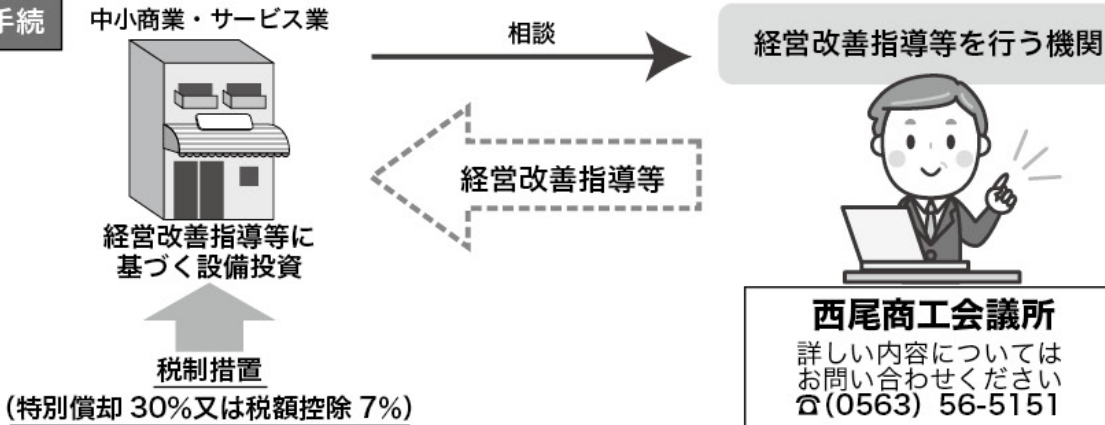 手続
中小商業・サービス業
相談
経営改善指導等を行う機関
経営改善指導等
経営改善指導等に
基づく設備投資
税制措置
(特別償却 30%又は税額控除 7%)
西尾商工会議所
詳しい内容については
お問い合わせください
☎(0563) 56-5151